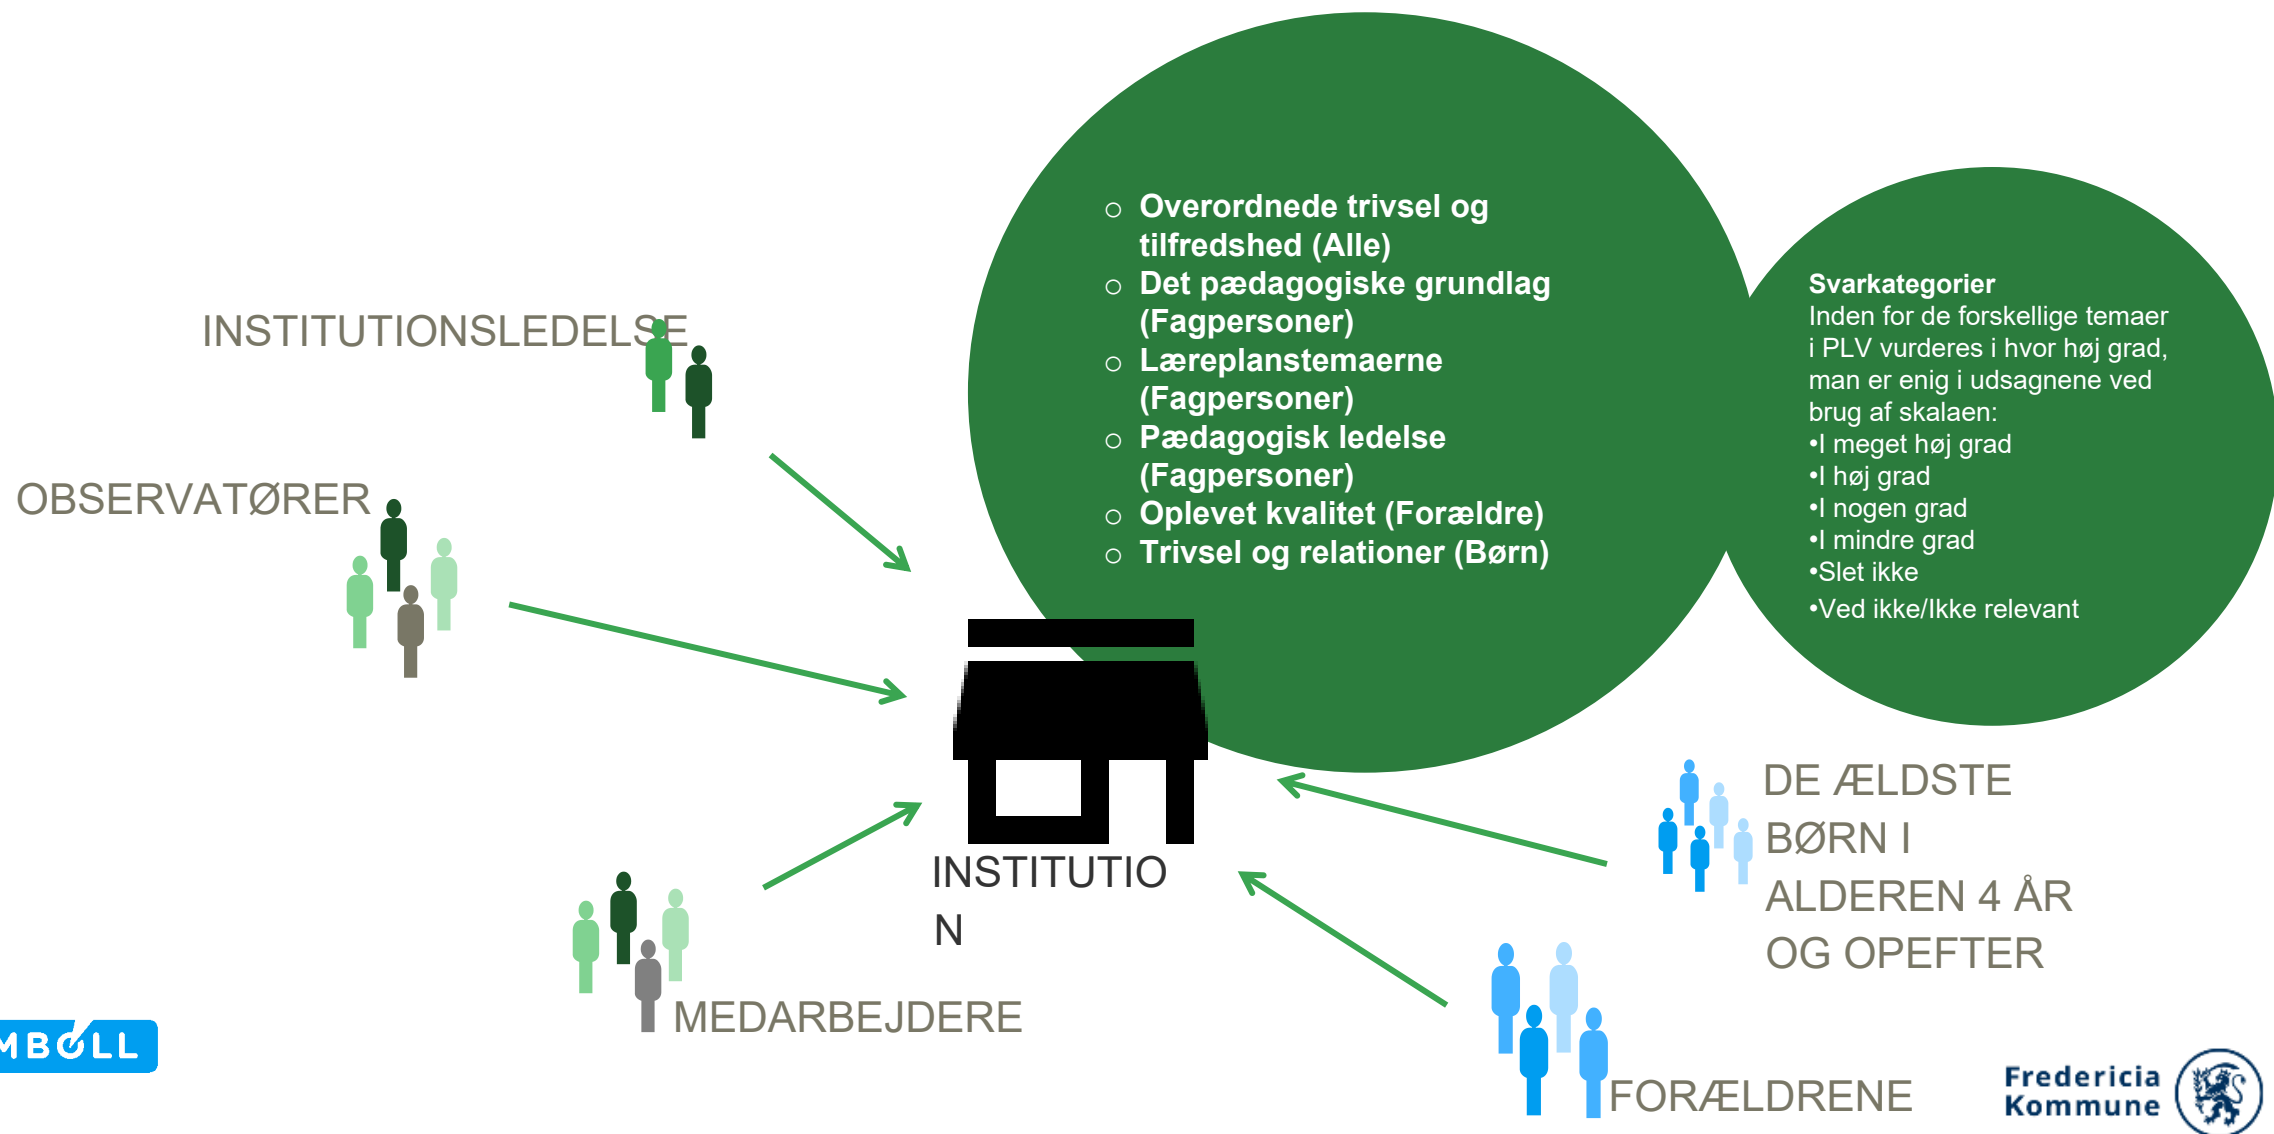 Overordnede trivsel og
tilfredshed (Alle)
Det pædagogiske grundlag
(Fagpersoner)
Læreplanstemaerne
(Fagpersoner)
Pædagogisk ledelse
(Fagpersoner)
Oplevet kvalitet (Forældre)
Trivsel og relationer (Børn)
Svarkategorier
Inden for de forskellige temaer
i PLV vurderes i hvor høj grad,
man er enig i udsagnene ved
brug af skalaen:
•I meget høj grad
•I høj grad
•I nogen grad
•I mindre grad
•Slet ikke
•Ved ikke/Ikke relevant
INSTITUTIONSLEDELSE
OBSERVATØRER
INSTITUTIO
N
MEDARBEJDERE
DE ÆLDSTE
BØRN I
ALDEREN 4 ÅR
OG OPEFTER
FORÆLDRENE
MBØLL
Fredericia
Kommune